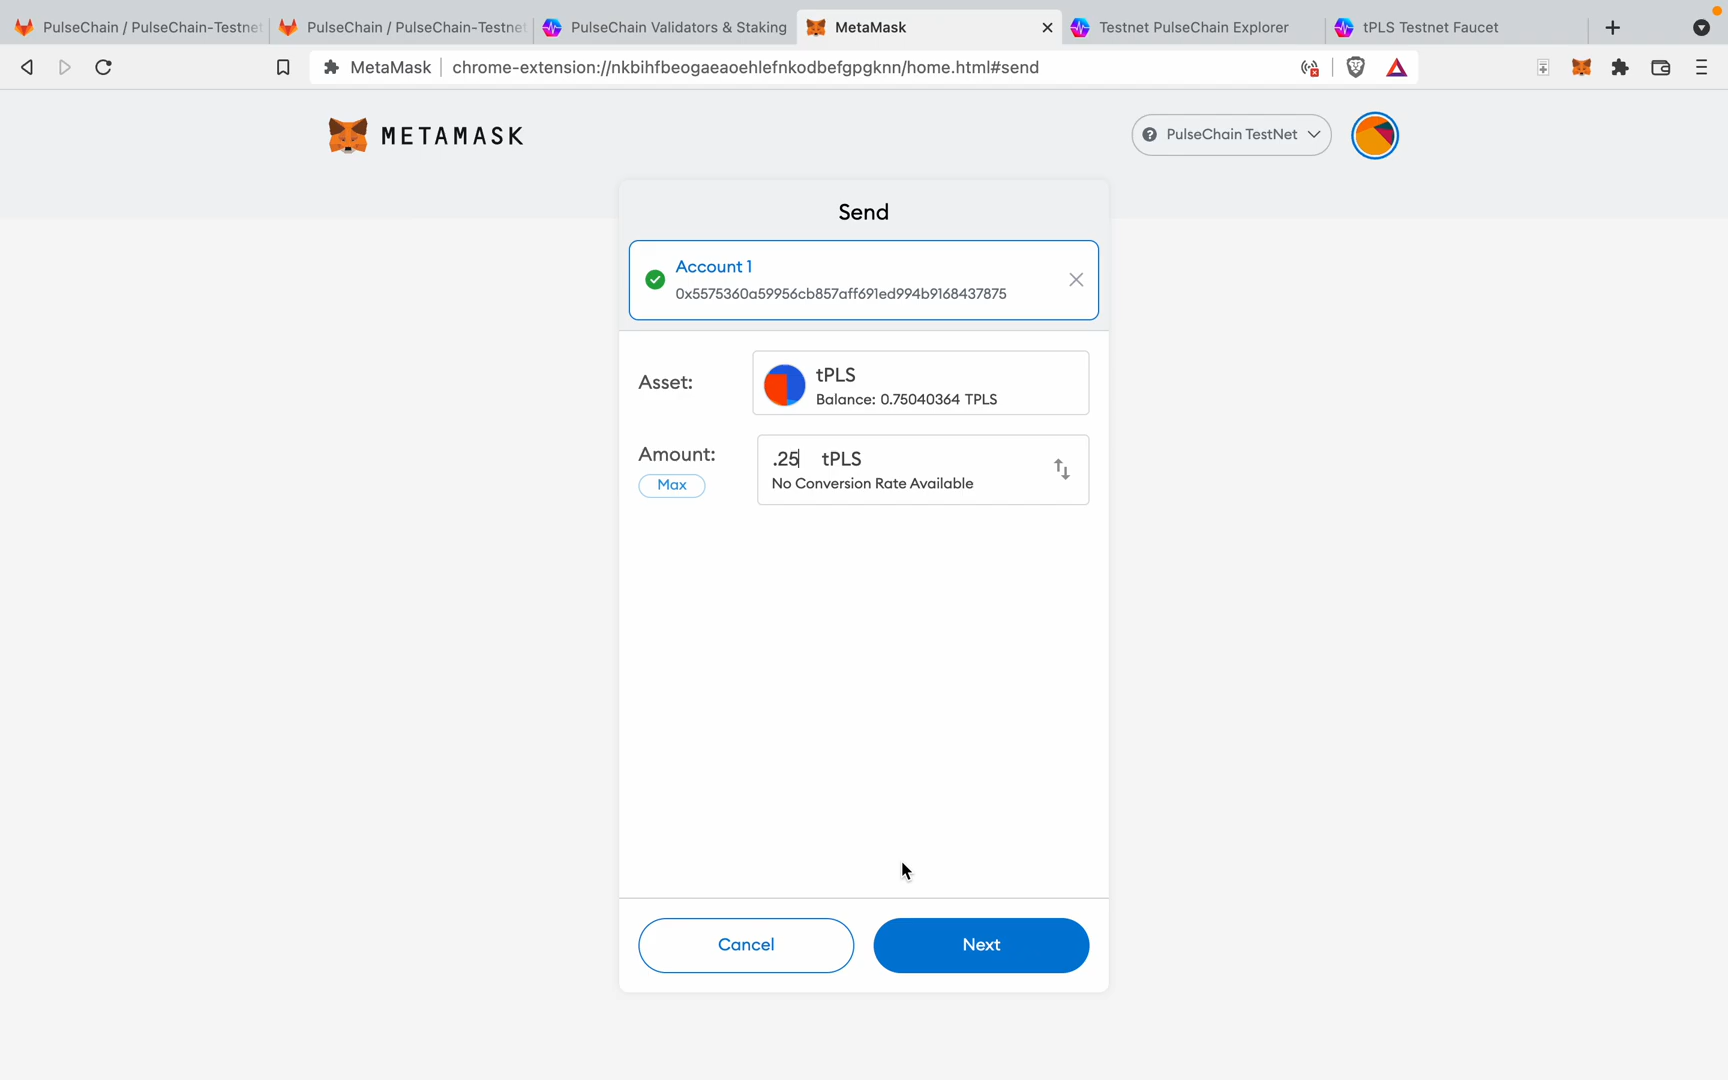 PulseChain / PulseChain-Testnet
PulseChain / PulseChain-Testnet
PulseChain Validators & Staking
MetaMask
Testnet PulseChain Explorer
tPLS Testnet Faucet
MetaMask
chrome-extension://nkbihfbeogaeaoehlefnkodbefgpgknn/home.html#send
METAMASK
PulseChain TestNet
Send
Account 1
0x5575360a59956cb857aff691ed994b9168437875
Asset:
tPLS
Balance: 0.75040364 TPLS
Amount:
.25 tPLS
Max
No Conversion Rate Available
Cancel
Next